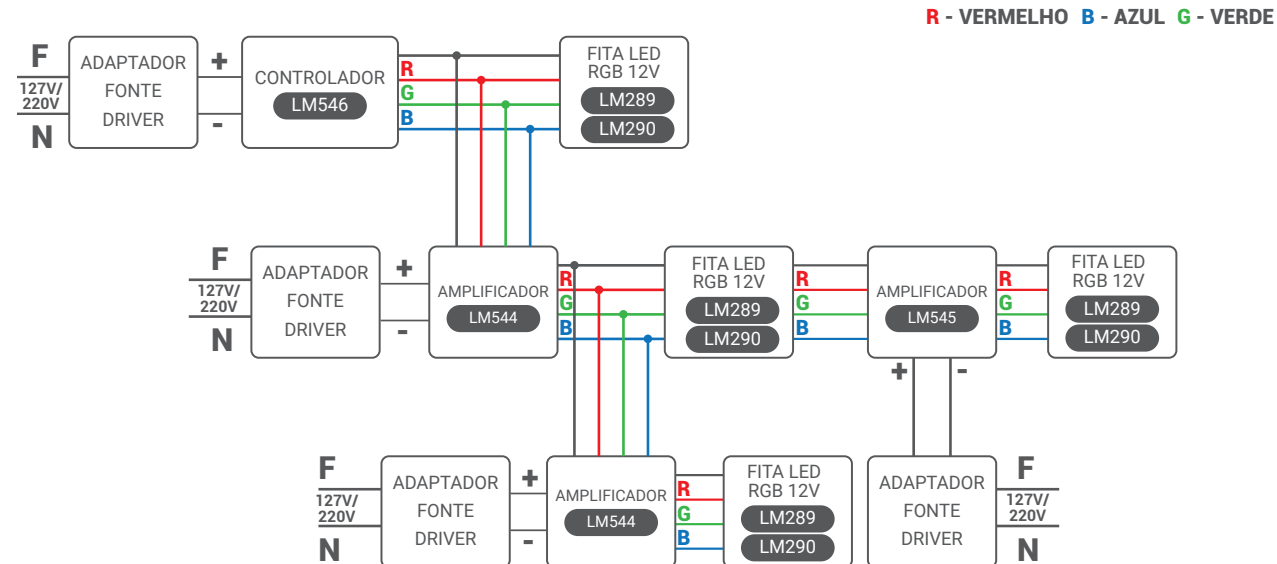 R - VERMELHO B - AZUL G - VERDE
F
127V/
220V
N
ADAPTADOR
FONTE
DRIVER
+
-
CONTROLADOR
LM546
R
G
B
FITA LED
RGB 12V
LM289
LM290
F
127V/
220V
N
ADAPTADOR
FONTE
DRIVER
+
-
AMPLIFICADOR
LM544
R
G
B
FITA LED
RGB 12V
LM289
LM290
R
G
B
AMPLIFICADOR
LM545
+ -
R
G
B
FITA LED
RGB 12V
LM289
LM290
F
127V/
220V
N
ADAPTADOR
FONTE
DRIVER
+
-
AMPLIFICADOR
LM544
R
G
B
FITA LED
RGB 12V
LM289
LM290
ADAPTADOR
FONTE
DRIVER
F
127V/
220V
N